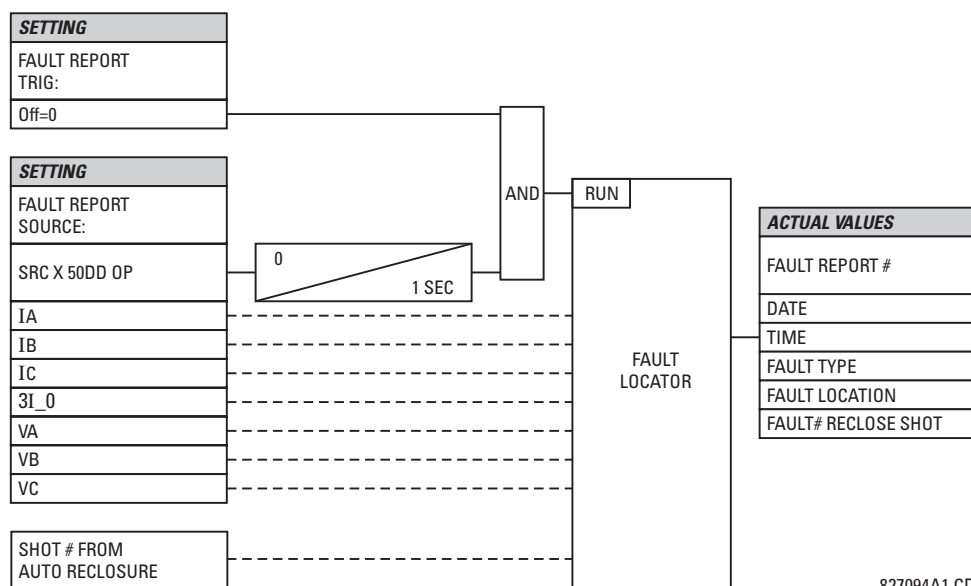 SETTING
FAULT REPORT
TRIG:
Off=0
SETTING
FAULT REPORT
SOURCE:
SRC X 50DD OP
0
1 SEC
IA
IB
IC
3I_0
VA
VB
VC
SHOT # FROM
AUTO RECLOSURE
AND
RUN
FAULT
LOCATOR
ACTUAL VALUES
FAULT REPORT #
DATE
TIME
FAULT TYPE
FAULT LOCATION
FAULT# RECLOSE SHOT